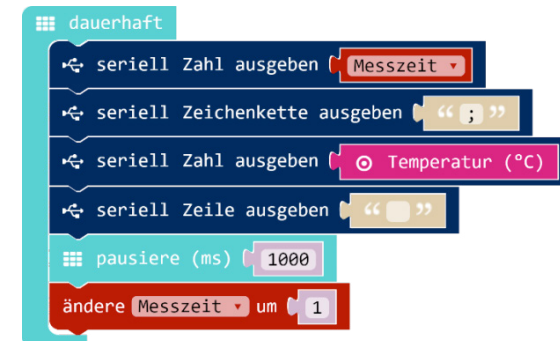 dauerhaft
seriell Zahl ausgeben Messzeit
seriell Zeichenkette ausgeben “ ; ”
seriell Zahl ausgeben Temperatur (°C)
seriell Zeile ausgeben “ ”
pausiere (ms) 1000
ändere Messzeit um 1